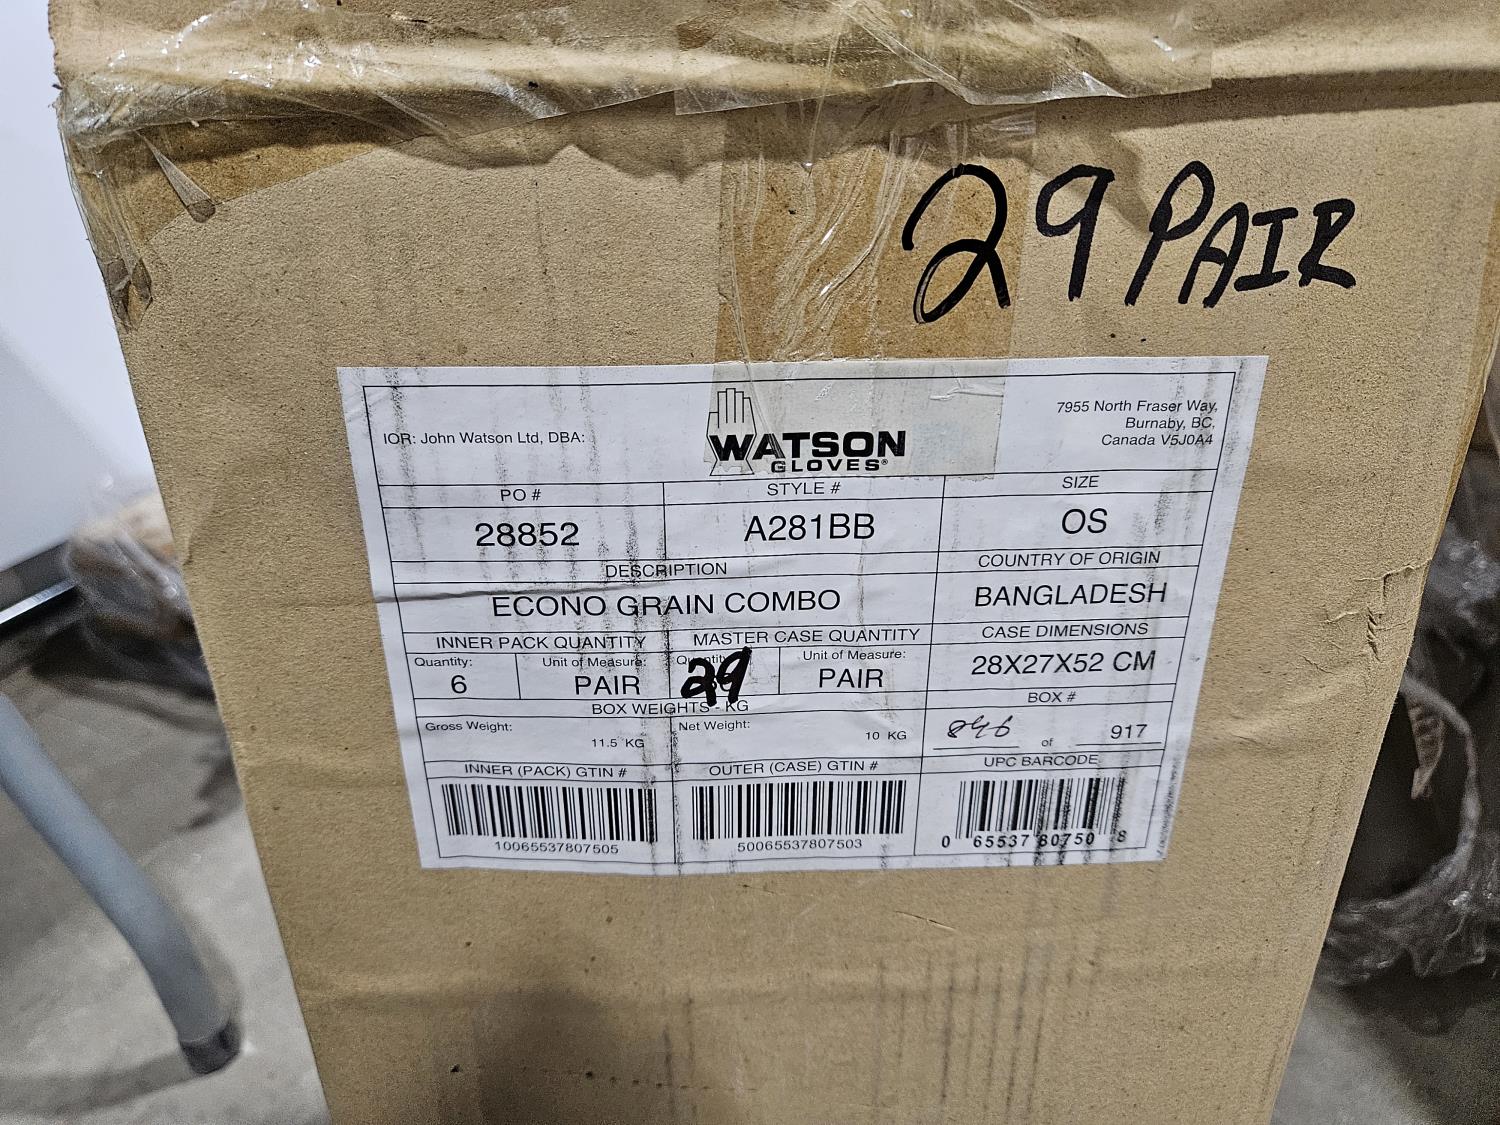 29 PAIR
IOR: John Watson Ltd, DBA:
WATSON
GLOVES®
7955 North Fraser Way,
Burnaby, BC,
Canada V5J0A4
PO #
STYLE #
SIZE
28852
A281BB
OS
DESCRIPTION
COUNTRY OF ORIGIN
ECONO GRAIN COMBO
BANGLADESH
INNER PACK QUANTITY
MASTER CASE QUANTITY
CASE DIMENSIONS
Quantity:
Unit of Measure:
Quantity
Unit of Measure:
6
PAIR
29
PAIR
28X27X52 CM
BOX WEIGHTS - KG
BOX #
Gross Weight:
11.5 KG
Net Weight:
10 KG
846 of 917
INNER (PACK) GTIN #
OUTER (CASE) GTIN #
UPC BARCODE
10065537807505
50065537807503
0 65537 80750 8